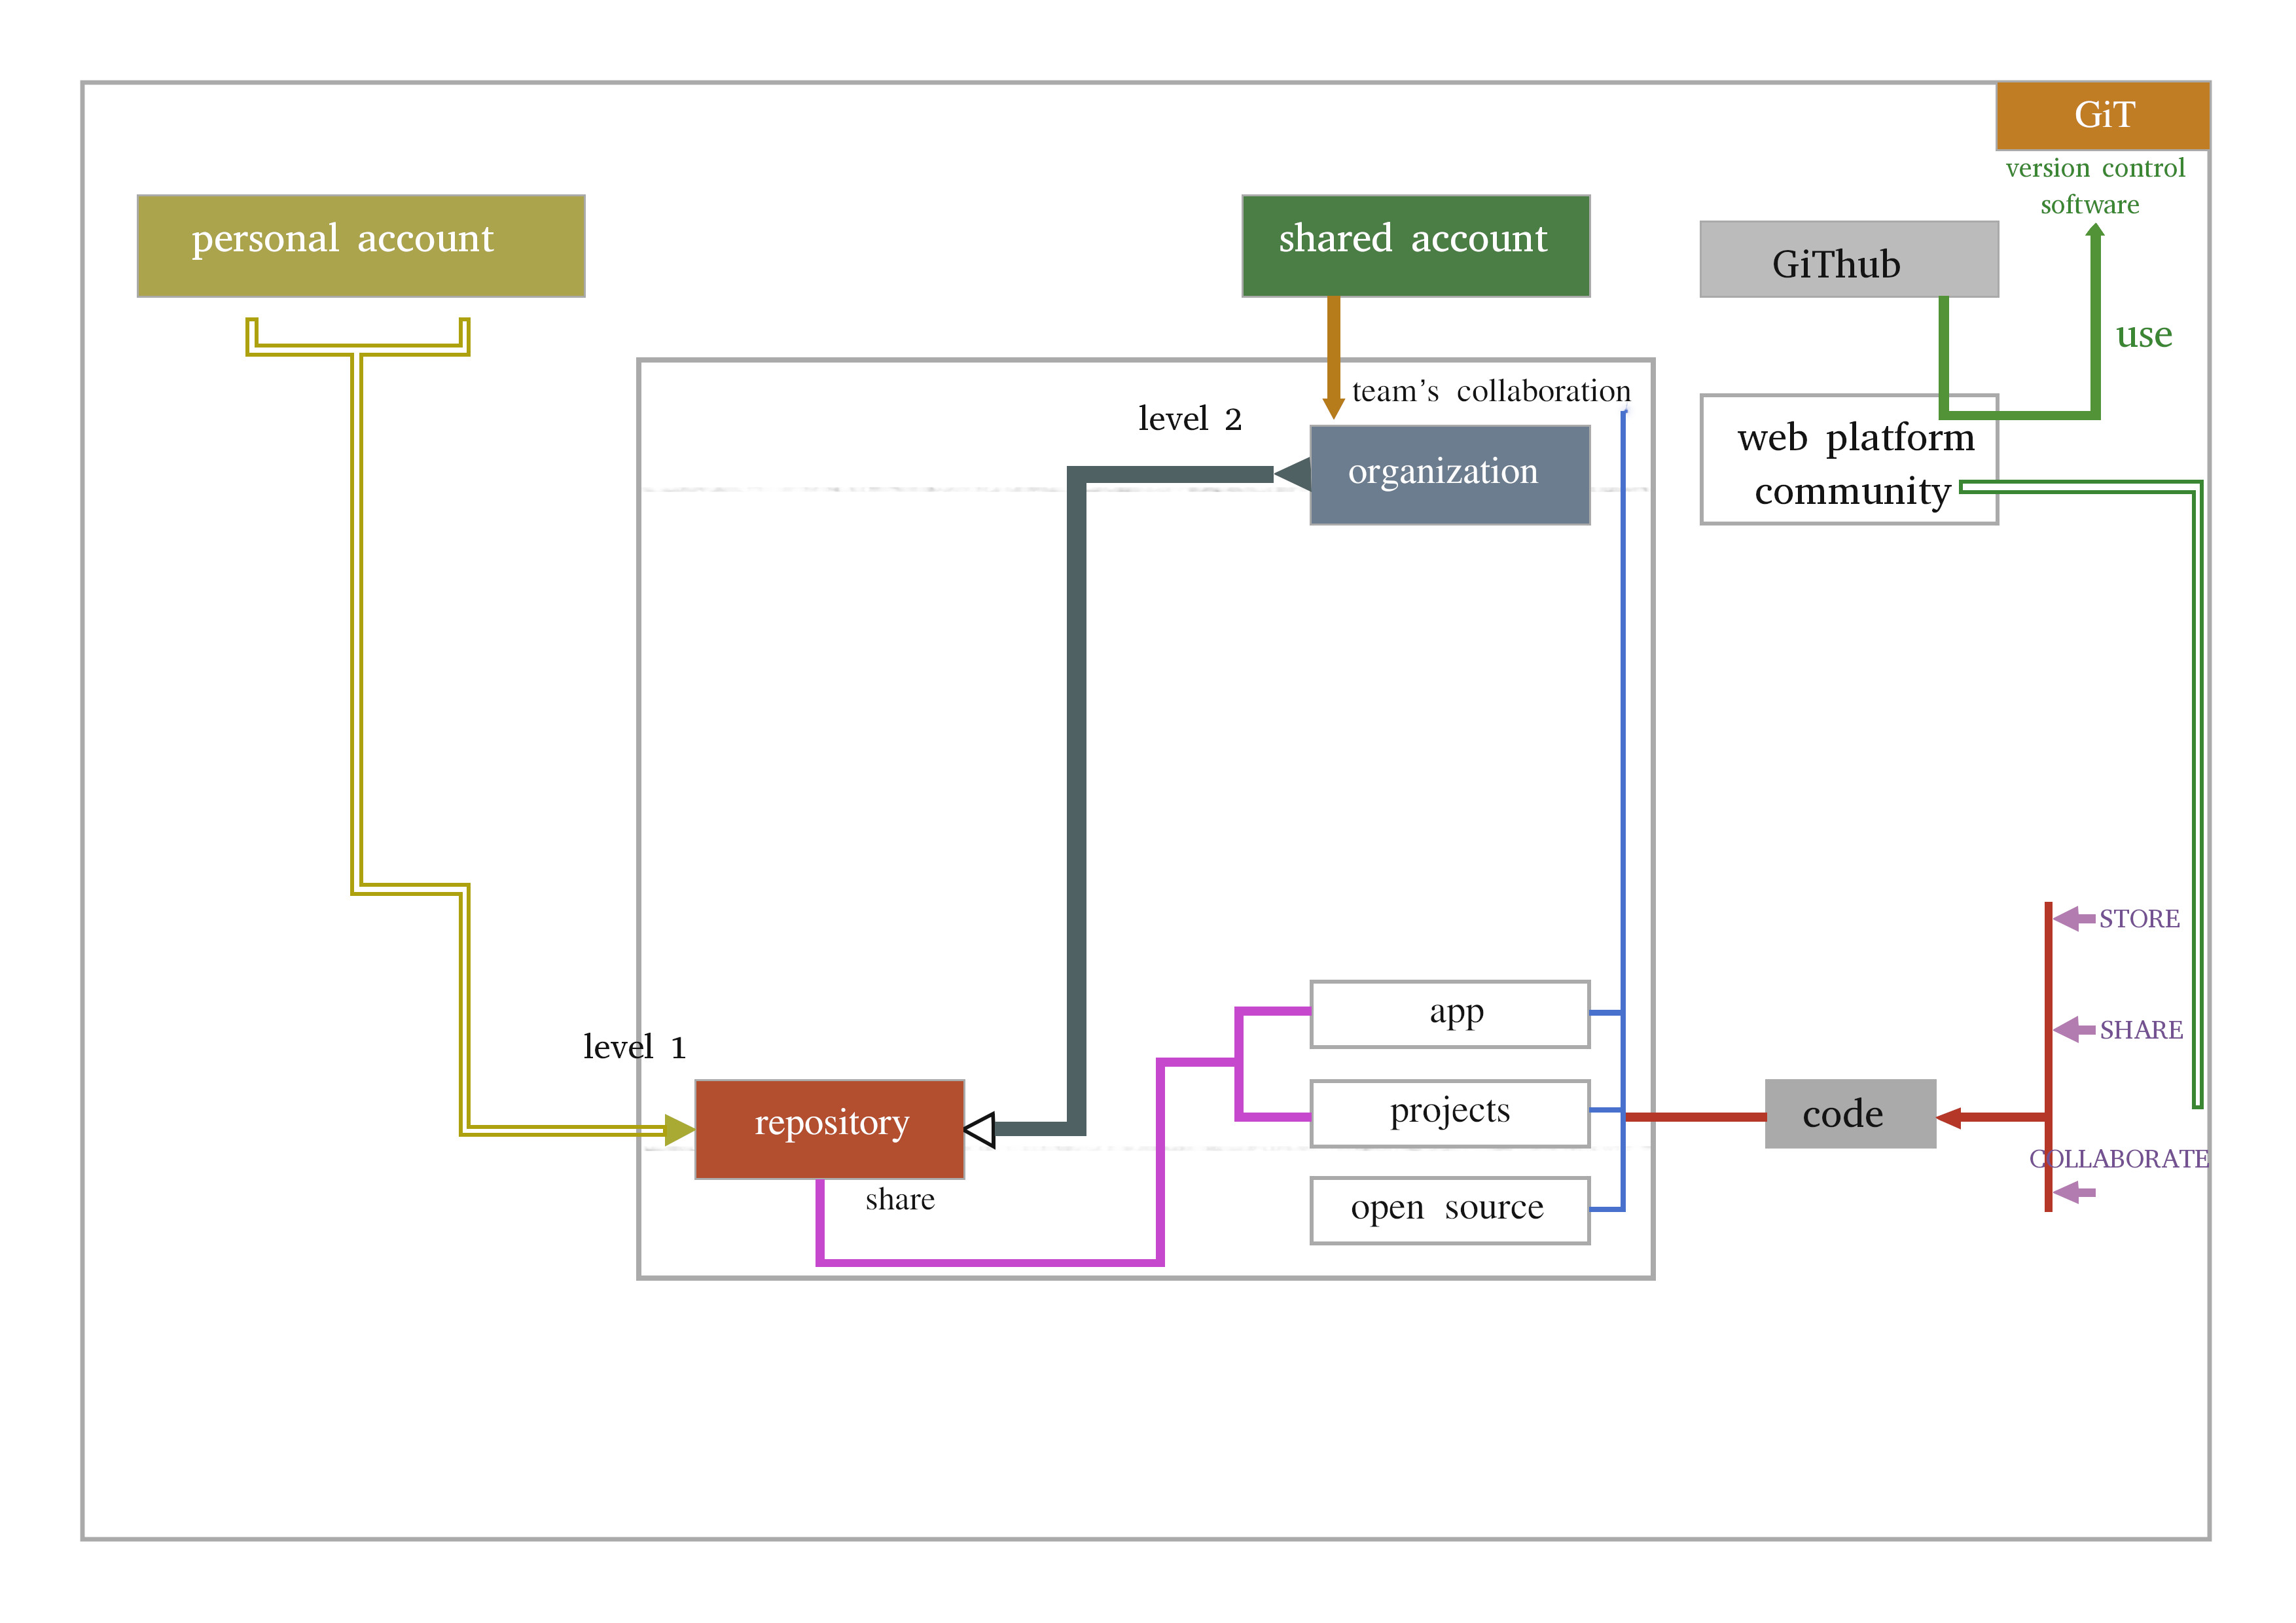 GiT
version control
software
personal account
shared account
GiThub
use
team's collaboration
level 2
web platform
community
organization
STORE
app
SHARE
level 1
projects
code
repository
COLLABORATE
share
open source